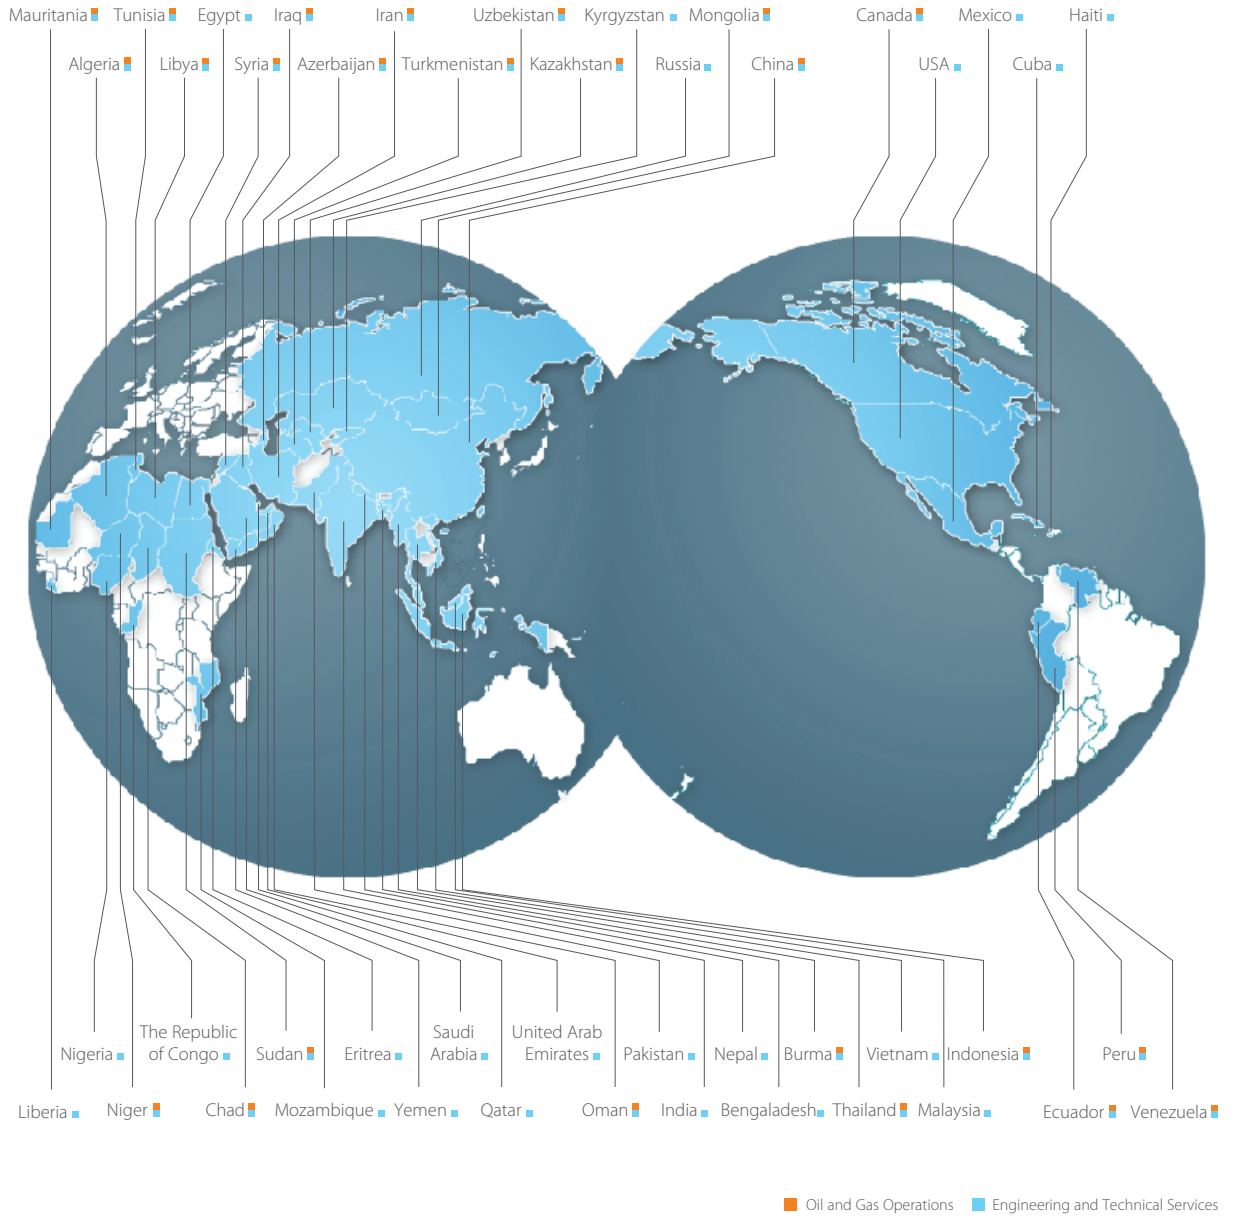 Mauritania Tunisia Egypt Iraq Iran Uzbekistan Kyrgyzstan Mongolia Canada Mexico Haiti
Algeria Libya Syria Azerbaijan Turkmenistan Kazakhstan Russia China USA Cuba
The Republic Saudi United Arab
Nigeria of Congo Sudan Eritrea Arabia Emirates Pakistan Nepal Burma Vietnam Indonesia Peru
Liberia Niger Chad Mozambique Yemen Qatar Oman India Bengaladesh Thailand Malaysia Ecuador Venezuela
Oil and Gas Operations Engineering and Technical Services